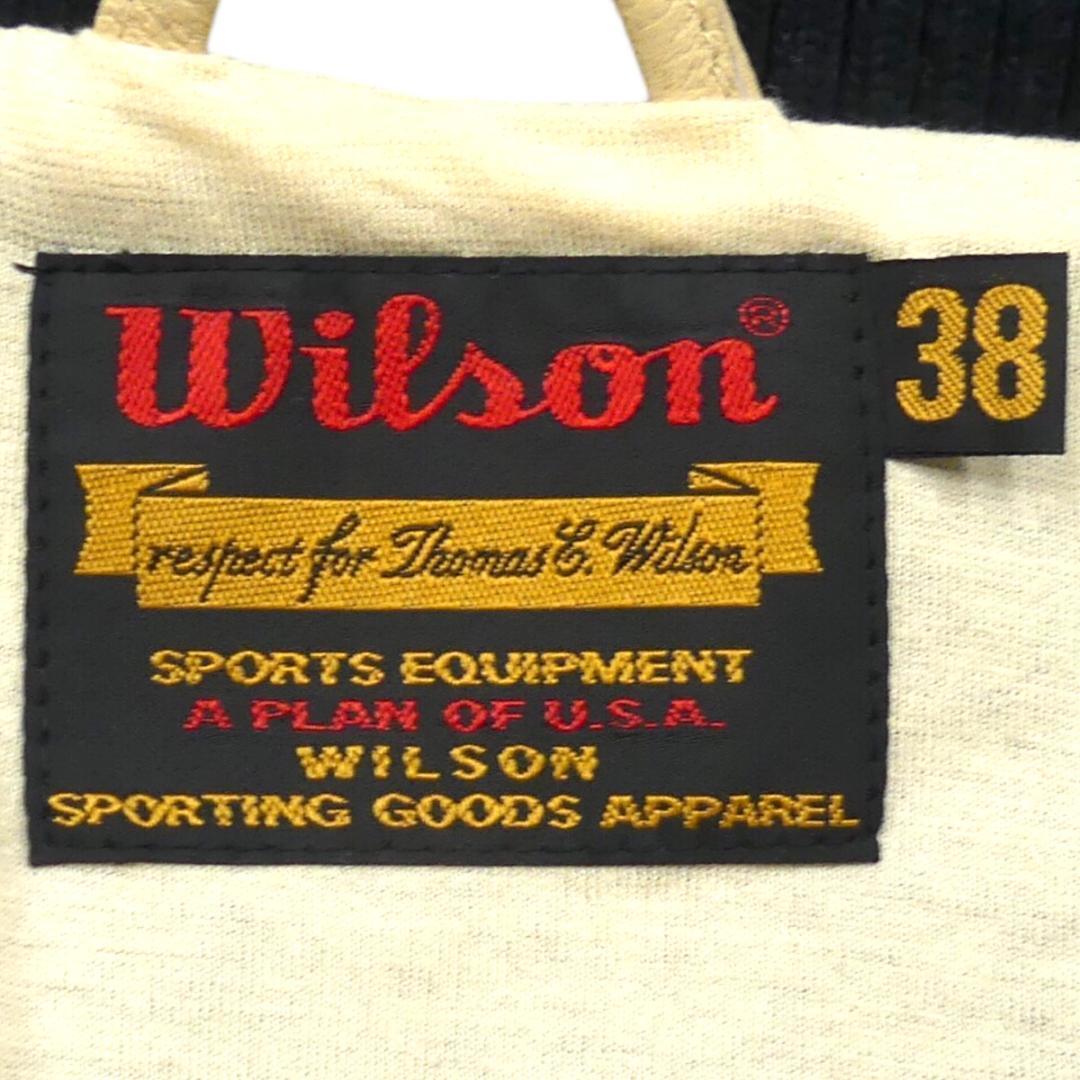 Wilson®
38
respect for Thomas E. Wilson
SPORTS EQUIPMENT
A PLAN OF U.S.A.
WILSON
SPORTING GOODS APPAREL